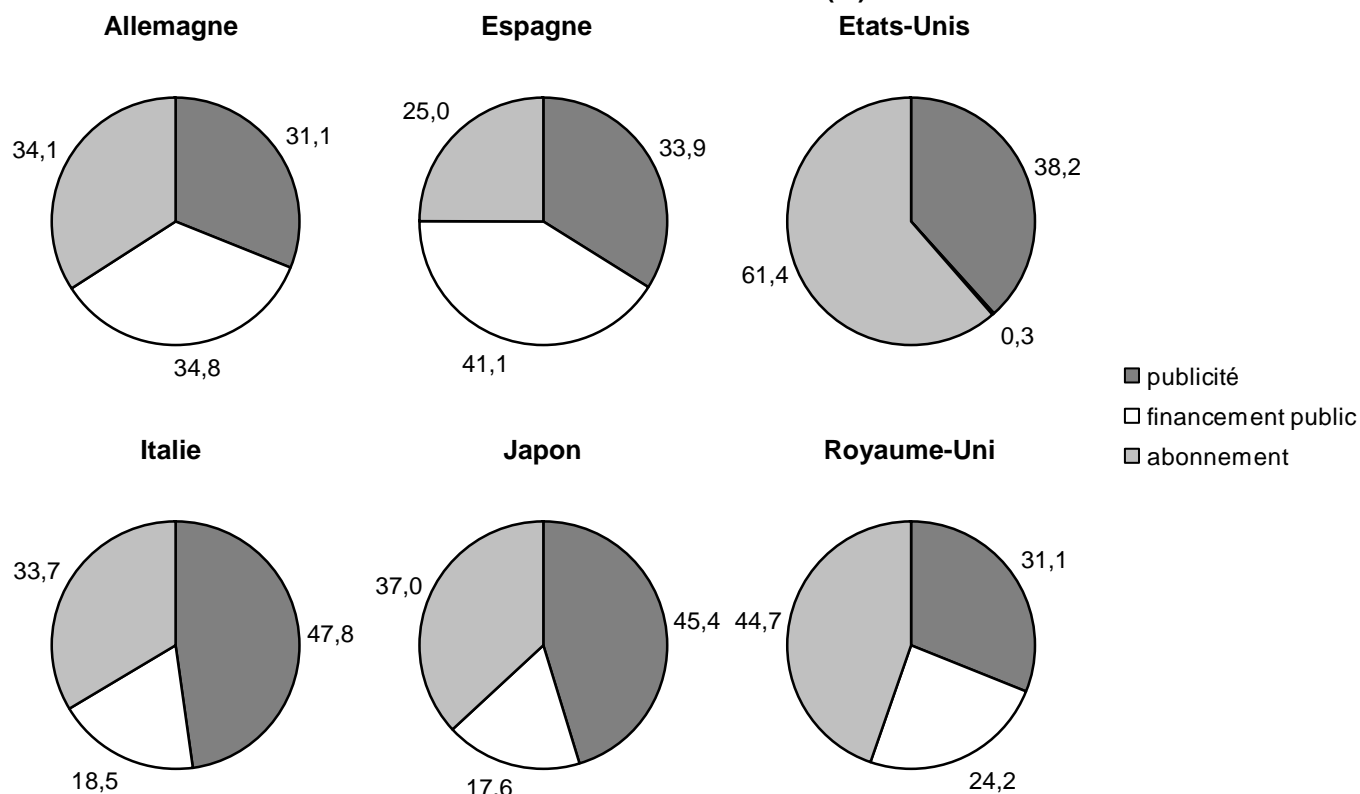 Allemagne
Espagne
Etats-Unis
34,1
31,1
34,8
25,0
33,9
41,1
61,4
38,2
0,3
publicité
financement public
abonnement
Italie
Japon
Royaume-Uni
33,7
47,8
18,5
37,0
45,4
17,6
44,7
31,1
24,2